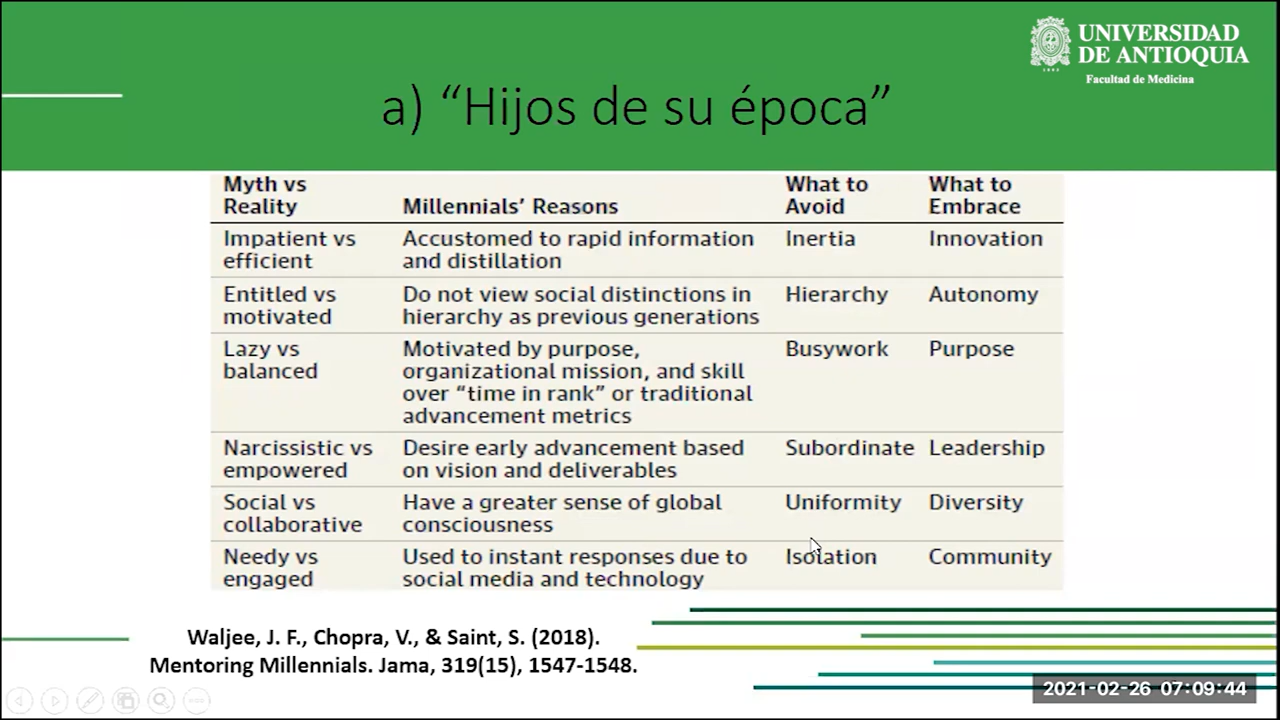 UNIVERSIDAD
DE ANTIOQUIA
1803
Facultad de Medicina
a) “Hijos de su época”
Myth vs Reality | Millennials’ Reasons | What to Avoid | What to Embrace
Impatient vs efficient | Accustomed to rapid information and distillation | Inertia | Innovation
Entitled vs motivated | Do not view social distinctions in hierarchy as previous generations | Hierarchy | Autonomy
Lazy vs balanced | Motivated by purpose, organizational mission, and skill over “time in rank” or traditional advancement metrics | Busywork | Purpose
Narcissistic vs empowered | Desire early advancement based on vision and deliverables | Subordinate | Leadership
Social vs collaborative | Have a greater sense of global consciousness | Uniformity | Diversity
Needy vs engaged | Used to instant responses due to social media and technology | Isolation | Community
Waljee, J. F., Chopra, V., & Saint, S. (2018).
Mentoring Millennials. Jama, 319(15), 1547-1548.
2021-02-26 07:09:44